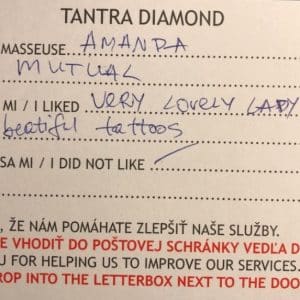 TANTRA DIAMOND
MASSEUSE.. AMANDA
MUTUAL
MI / I LIKED VERY LOVELY LADY
beatiful tattoos
SA MI / I DID NOT LIKE
, ŽE NÁM POMÁHATE ZLEPŠIŤ NAŠE SLUŽBY.
E VHODIŤ DO POŠTOVEJ SCHRÁNKY VEDĽA D
U FOR HELPING US TO IMPROVE OUR SERVICES.
ROP INTO THE LETTERBOX NEXT TO THE DOO